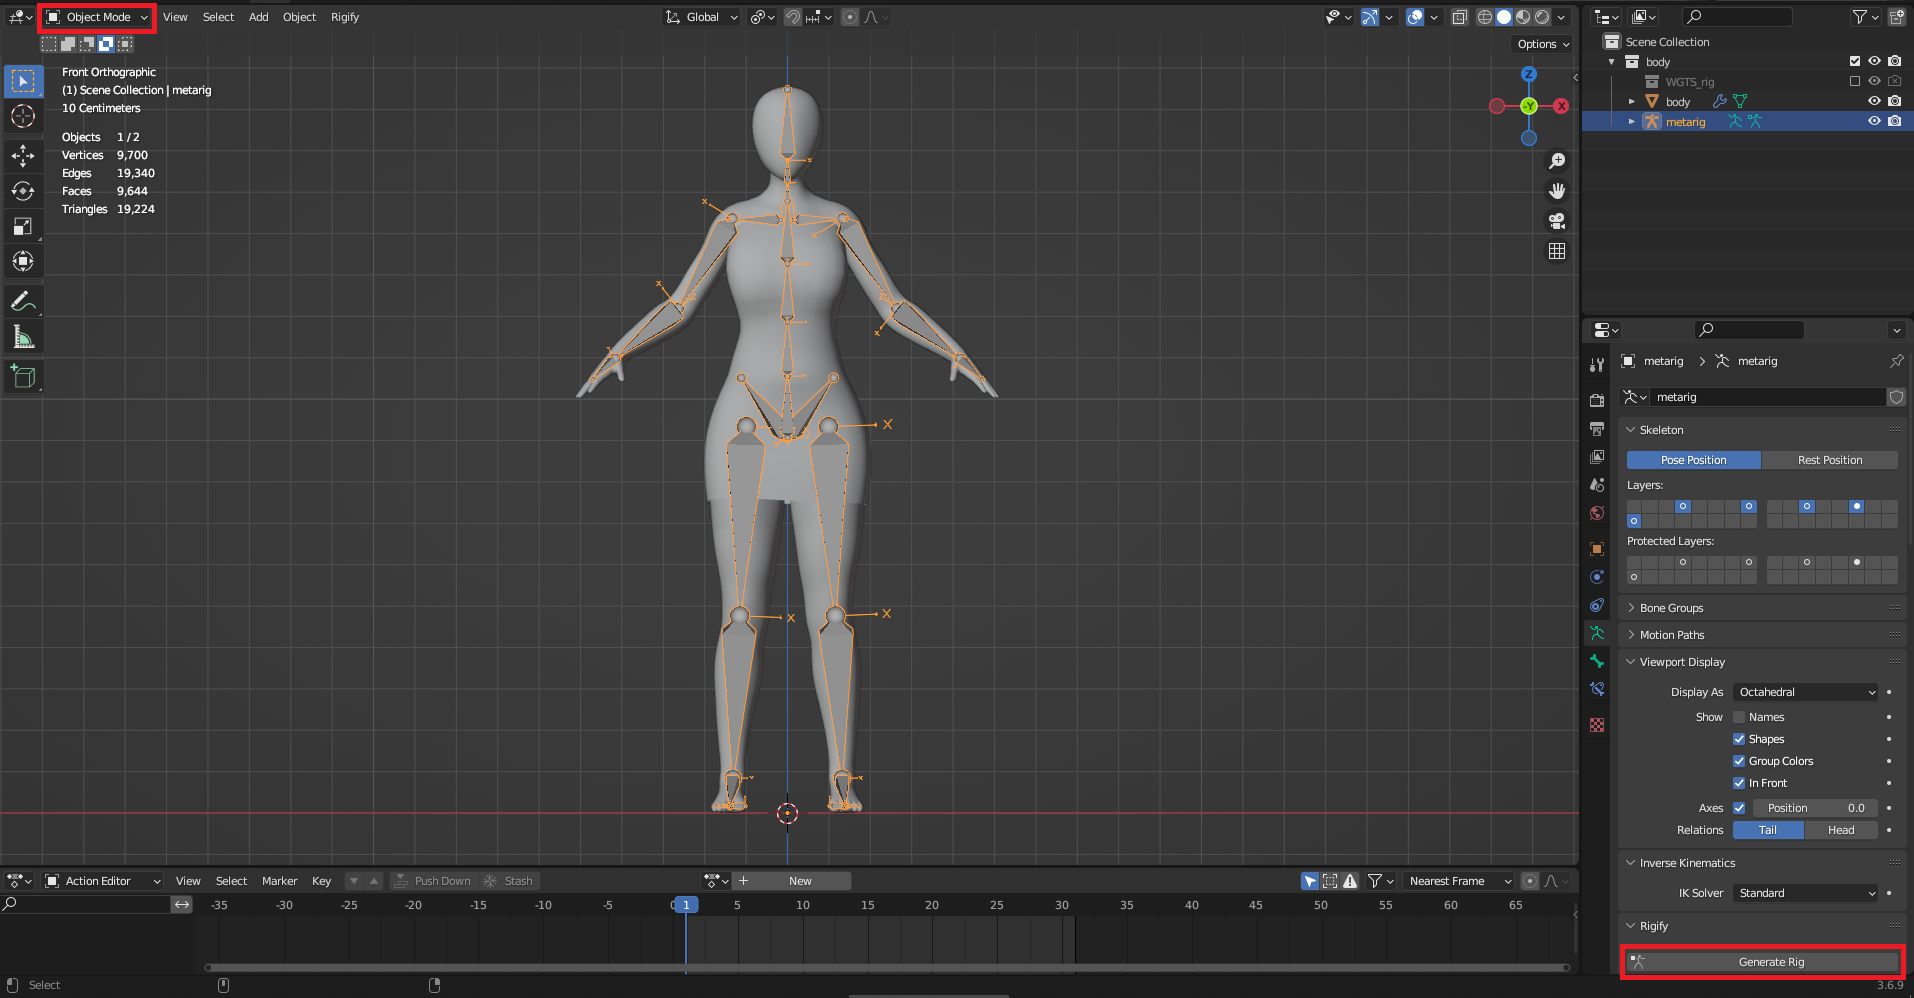 Object Mode View Select Add Object Rigify Global
Options
Front Orthographic
(1) Scene Collection | metarig
10 Centimeters
Objects 1 / 2
Vertices 9,700
Edges 19,340
Faces 9,644
Triangles 19,224
Z
-Y X
X
X
X
X
Scene Collection
body
WGTS_rig
body
metarig
metarig > metarig
metarig
Skeleton
Pose Position Rest Position
Layers:
Protected Layers:
Bone Groups
Motion Paths
Viewport Display
Display As Octahedral
Show Names
Shapes
Group Colors
In Front
Axes Position 0.0
Relations Tail Head
Inverse Kinematics
IK Solver Standard
Rigify
Generate Rig
Action Editor View Select Marker Key Push Down Stash New Nearest Frame
-35 -30 -25 -20 -15 -10 -5 0 1 5 10 15 20 25 30 35 40 45 50 55 60 65
Select
3.6.9